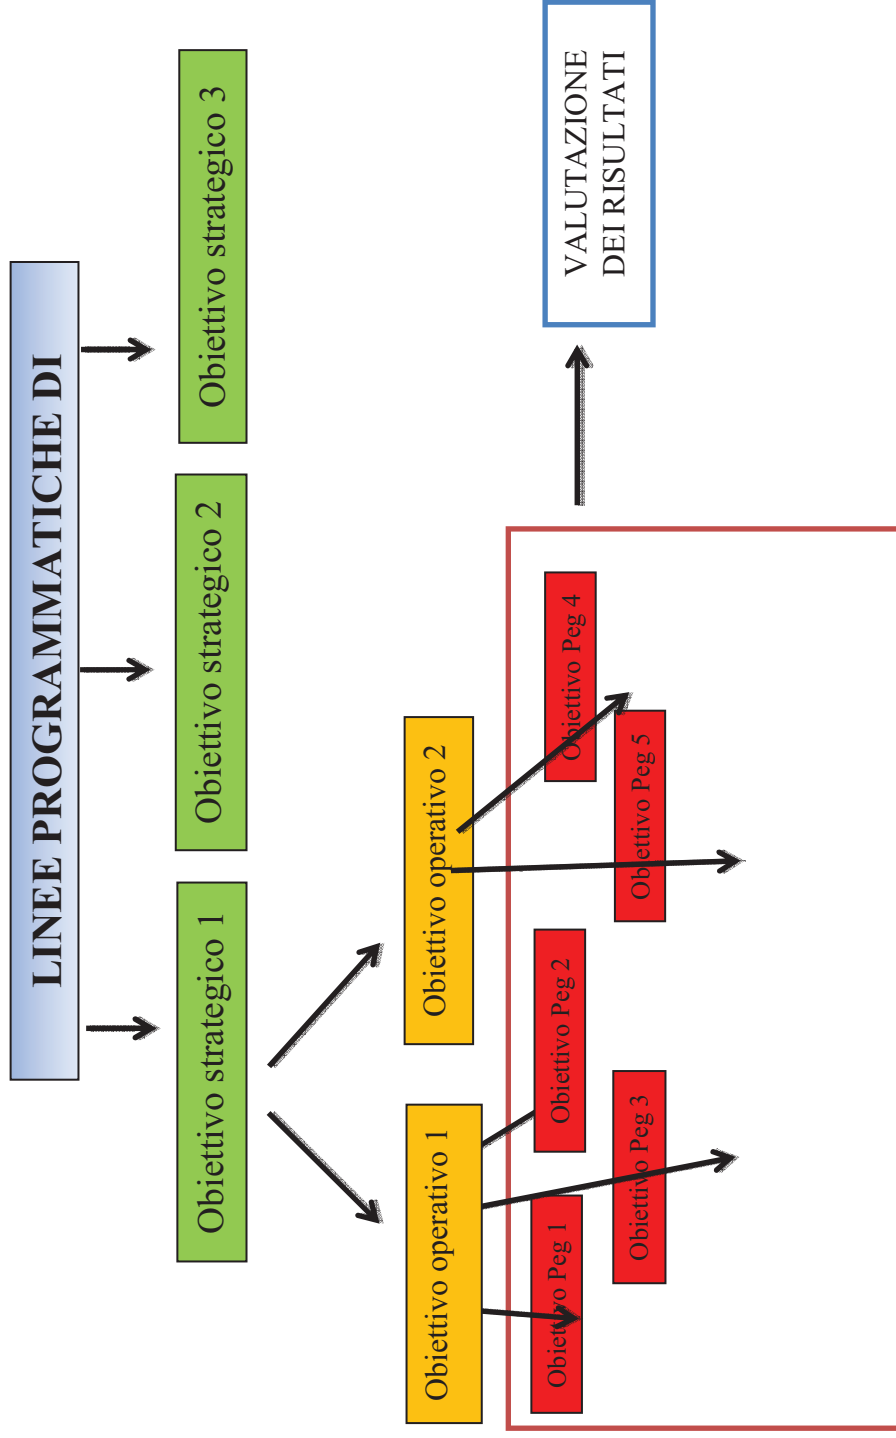 LINEE PROGRAMMATICHE DI
Obiettivo strategico 1
Obiettivo strategico 2
Obiettivo strategico 3
Obiettivo operativo 1
Obiettivo operativo 2
Obiettivo Peg 1
Obiettivo Peg 2
Obiettivo Peg 3
Obiettivo Peg 4
Obiettivo Peg 5
VALUTAZIONE
DEI RISULTATI